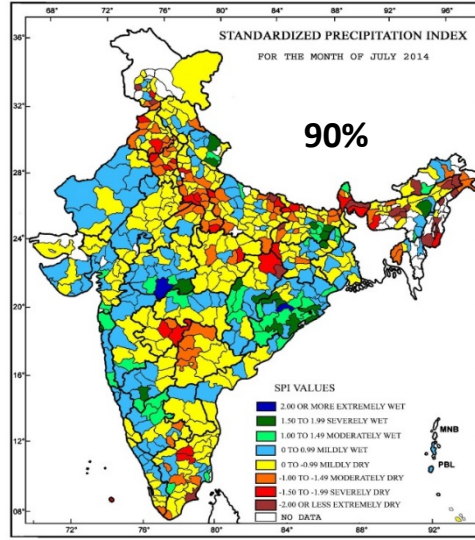 68° 72° 76° 80° 84° 88° 92° 96°
STANDARDIZED PRECIPITATION INDEX
FOR THE MONTH OF JULY 2014
36°
90%
32°
28°
24°
20°
16°
12°
08°
SPI VALUES
2.00 OR MORE EXTREMELY WET
1.50 TO 1.99 SEVERELY WET
1.00 TO 1.49 MODERATELY WET
0 TO 0.99 MILDLY WET
0 TO -0.99 MILDLY DRY
-1.00 TO -1.49 MODERATELY DRY
-1.50 TO -1.99 SEVERELY DRY
-2.00 OR LESS EXTREMELY DRY
NO DATA
MNB
PBL
72° 76° 80° 84° 88° 92°